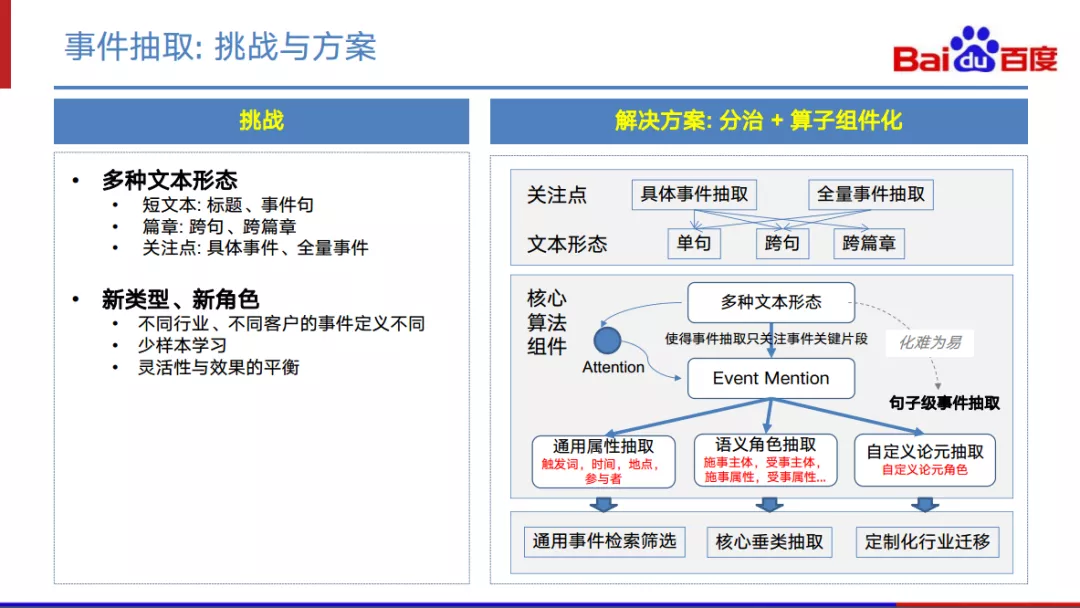 事件抽取: 挑战与方案
Bai du 百度
挑战
• 多种文本形态
• 短文本: 标题、事件句
• 篇章: 跨句、跨篇章
• 关注点: 具体事件、全量事件
• 新类型、新角色
• 不同行业、不同客户的事件定义不同
• 少样本学习
• 灵活性与效果的平衡
解决方案: 分治 + 算子组件化
关注点
具体事件抽取
全量事件抽取
文本形态
单句
跨句
跨篇章
核心
算法
组件
多种文本形态
使得事件抽取只关注事件关键片段
化难为易
Attention
Event Mention
句子级事件抽取
通用属性抽取
触发词，时间，地点，
参与者
语义角色抽取
施事主体，受事主体，
施事属性，受事属性...
自定义论元抽取
自定义论元角色
通用事件检索筛选
核心垂类抽取
定制化行业迁移